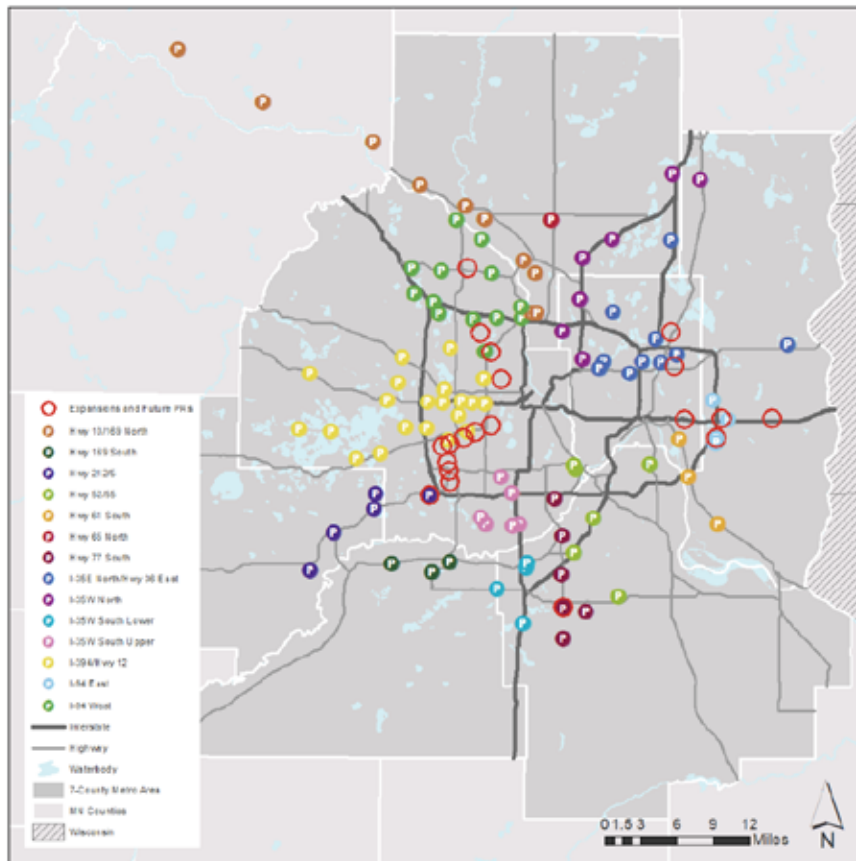 Expansions and Future PRs
Hwy 10/169 North
Hwy 169 South
Hwy 212/5
Hwy 52/55
Hwy 61 South
Hwy 65 North
Hwy 77 South
I-35E North/Hwy 36 East
I-35W North
I-35W South Lower
I-35W South Upper
I-394/Hwy 12
I-94 East
I-94 West
Interstate
Highway
Waterbody
7-County Metro Area
MN Counties
Wisconsin
0 1.5 3 6 9 12
Miles
N